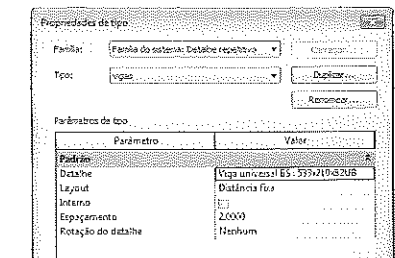 Propriedades de tipo
Família: Família do sistema: Detalhe repetitivo Carregar...
Tipo: vigas Duplicar...
Renomear...
Parâmetros de tipo
Parâmetro Valor
Padrão
Detalhe Viga universal BS : 533x210x82UB
Layout Distância fixa
Interno
Espaçamento 2.0000
Rotação do detalhe Nenhum